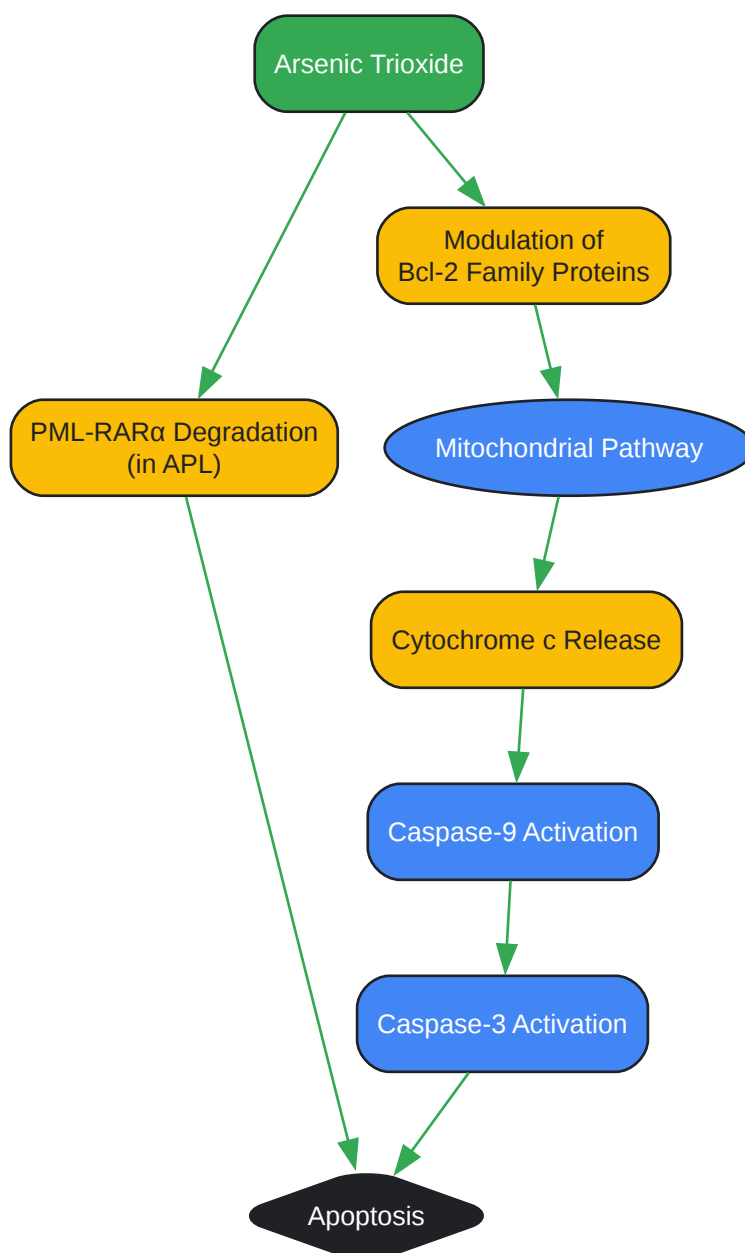 Arsenic Trioxide
Modulation of
Bcl-2 Family Proteins
PML-RARα Degradation
(in APL)
Mitochondrial Pathway
Cytochrome c Release
Caspase-9 Activation
Caspase-3 Activation
Apoptosis